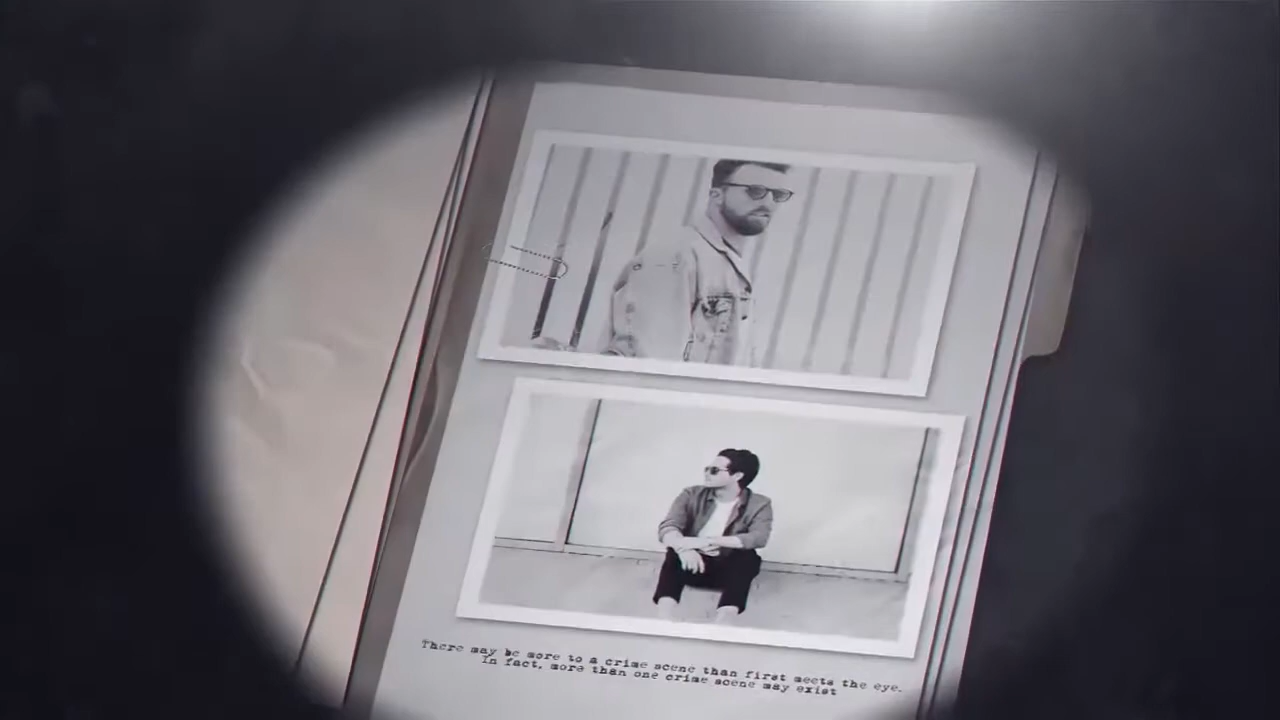 There may be more to a crime scene than first meets the eye.
In fact, more than one crime scene may exist